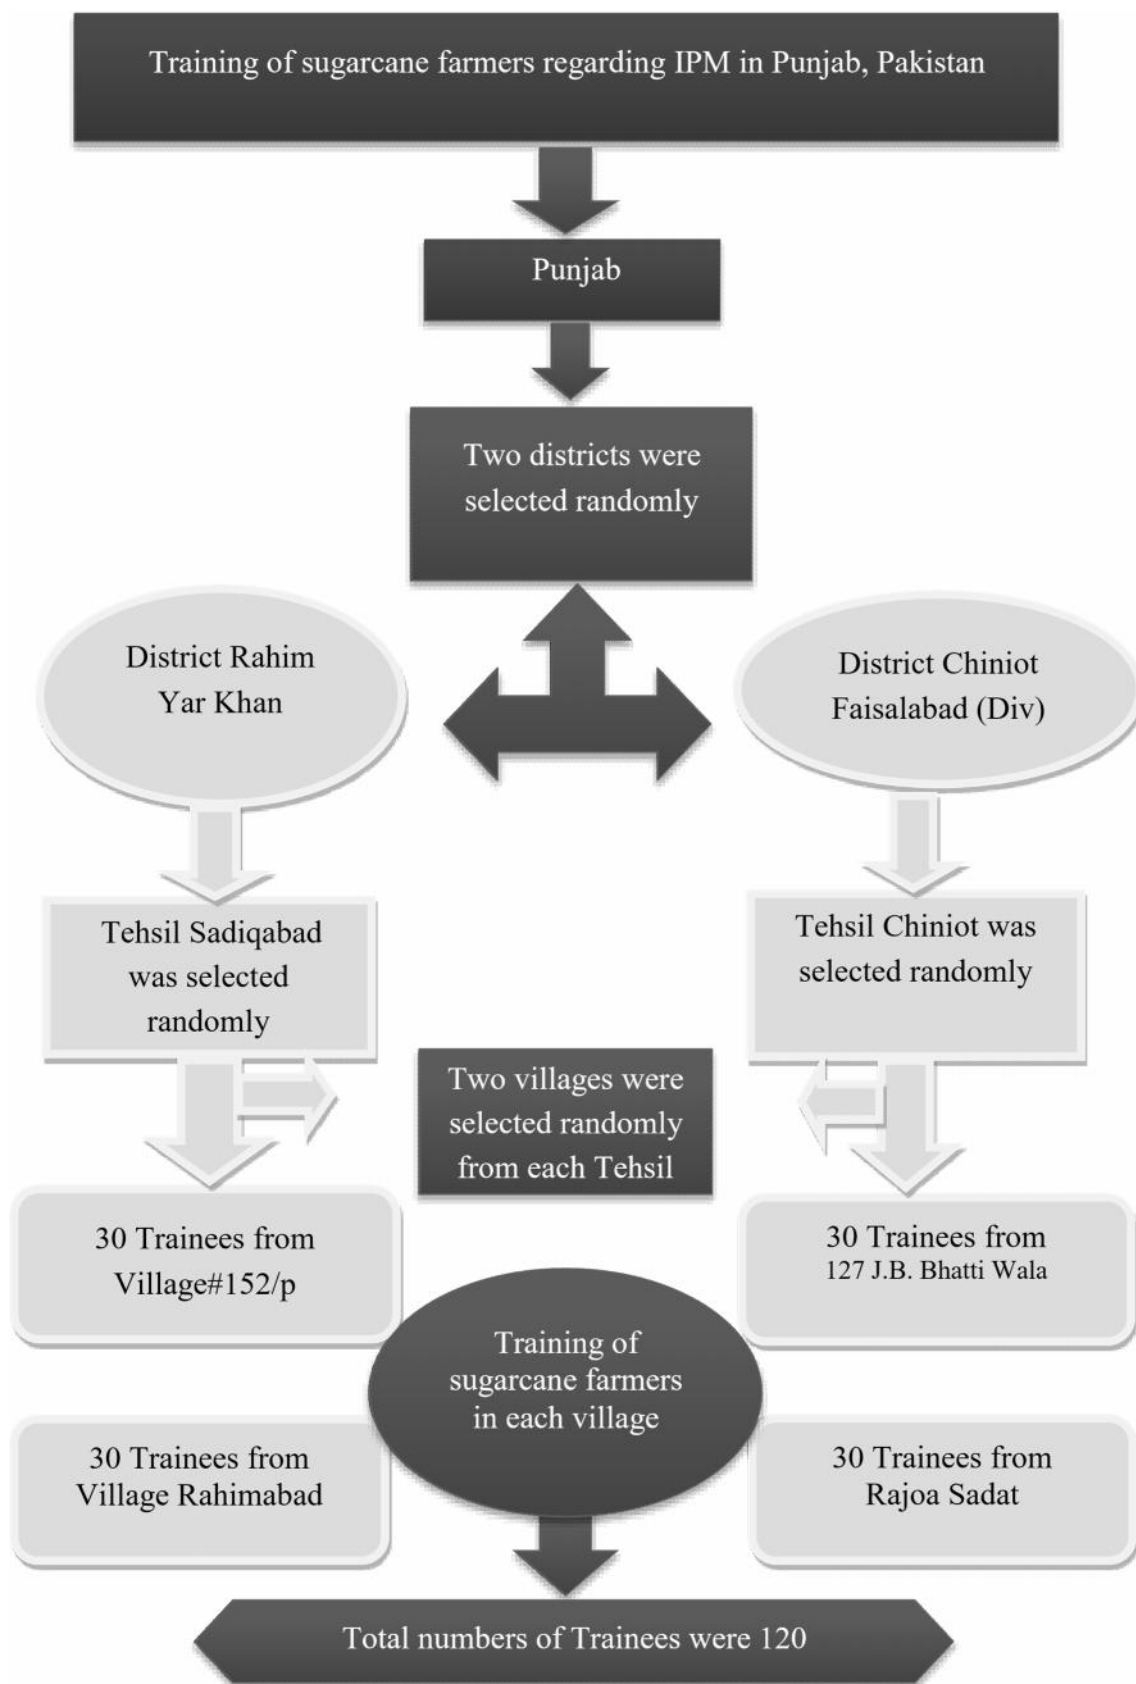 Training of sugarcane farmers regarding IPM in Punjab, Pakistan
Punjab
Two districts were
selected randomly
District Rahim
Yar Khan
District Chiniot
Faisalabad (Div)
Tehsil Sadiqabad
was selected
randomly
Tehsil Chiniot was
selected randomly
Two villages were
selected randomly
from each Tehsil
30 Trainees from
Village#152/p
30 Trainees from
127 J.B. Bhatti Wala
Training of
sugarcane farmers
in each village
30 Trainees from
Village Rahimabad
30 Trainees from
Rajoa Sadat
Total numbers of Trainees were 120